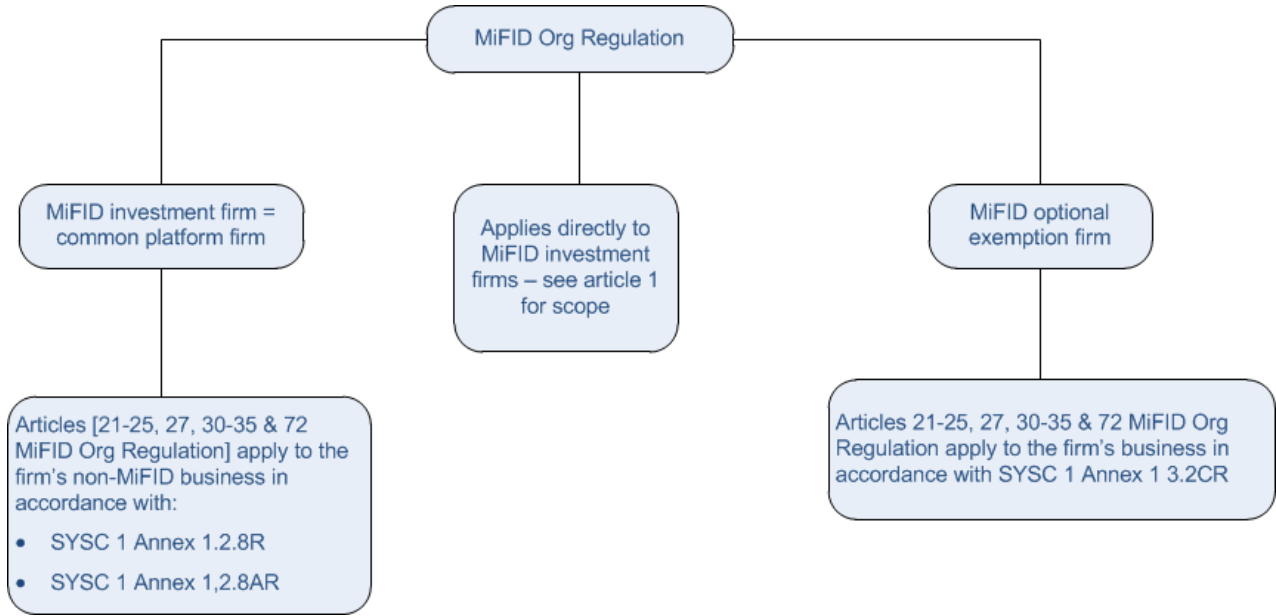 MiFID Org Regulation
MiFID investment firm =
common platform firm
Applies directly to
MiFID investment
firms – see article 1
for scope
MiFID optional
exemption firm
Articles [21-25, 27, 30-35 & 72
MiFID Org Regulation] apply to the
firm's non-MiFID business in
accordance with:
• SYSC 1 Annex 1.2.8R
• SYSC 1 Annex 1,2.8AR
Articles 21-25, 27, 30-35 & 72 MiFID Org
Regulation apply to the firm's business in
accordance with SYSC 1 Annex 1 3.2CR